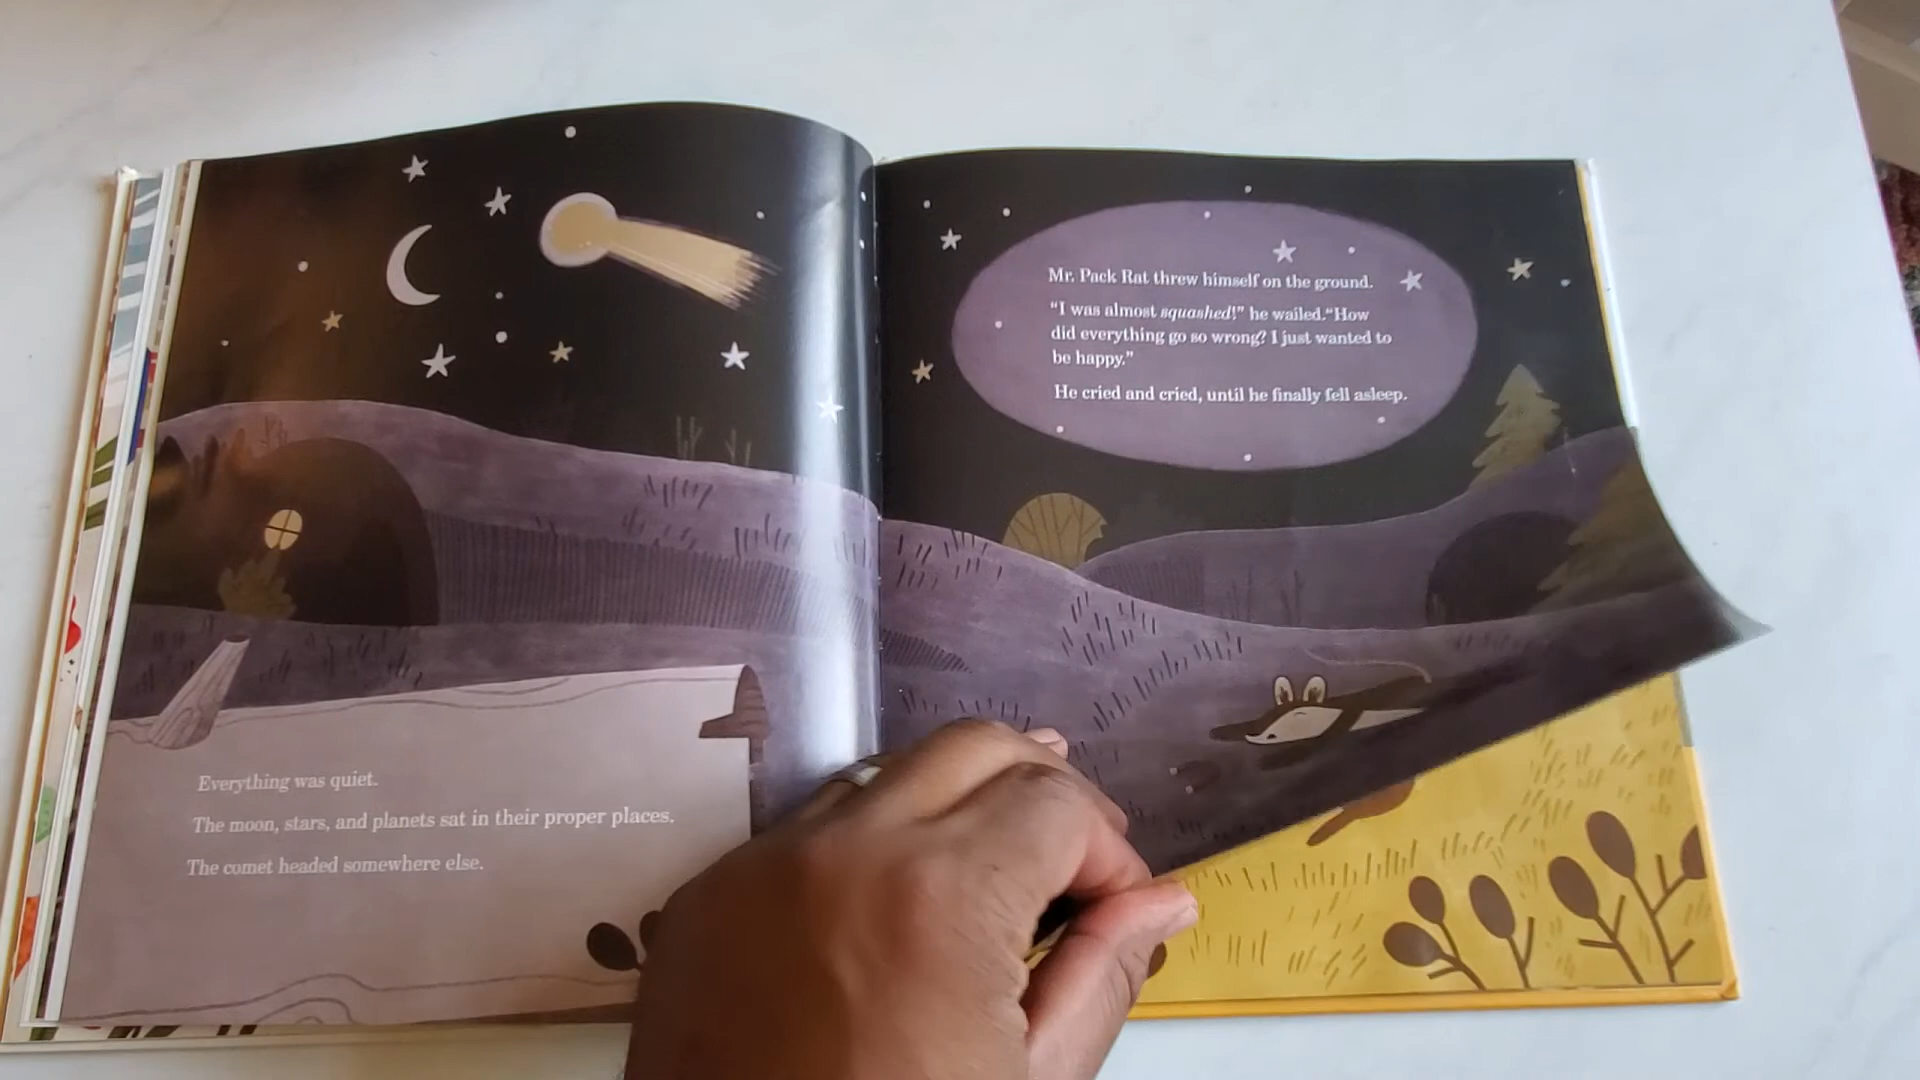 Everything was quiet.
The moon, stars, and planets sat in their proper places.
The comet headed somewhere else.
Mr. Pack Rat threw himself on the ground.
“I was almost squashed!” he wailed. “How
did everything go so wrong? I just wanted to
be happy.”
He cried and cried, until he finally fell asleep.